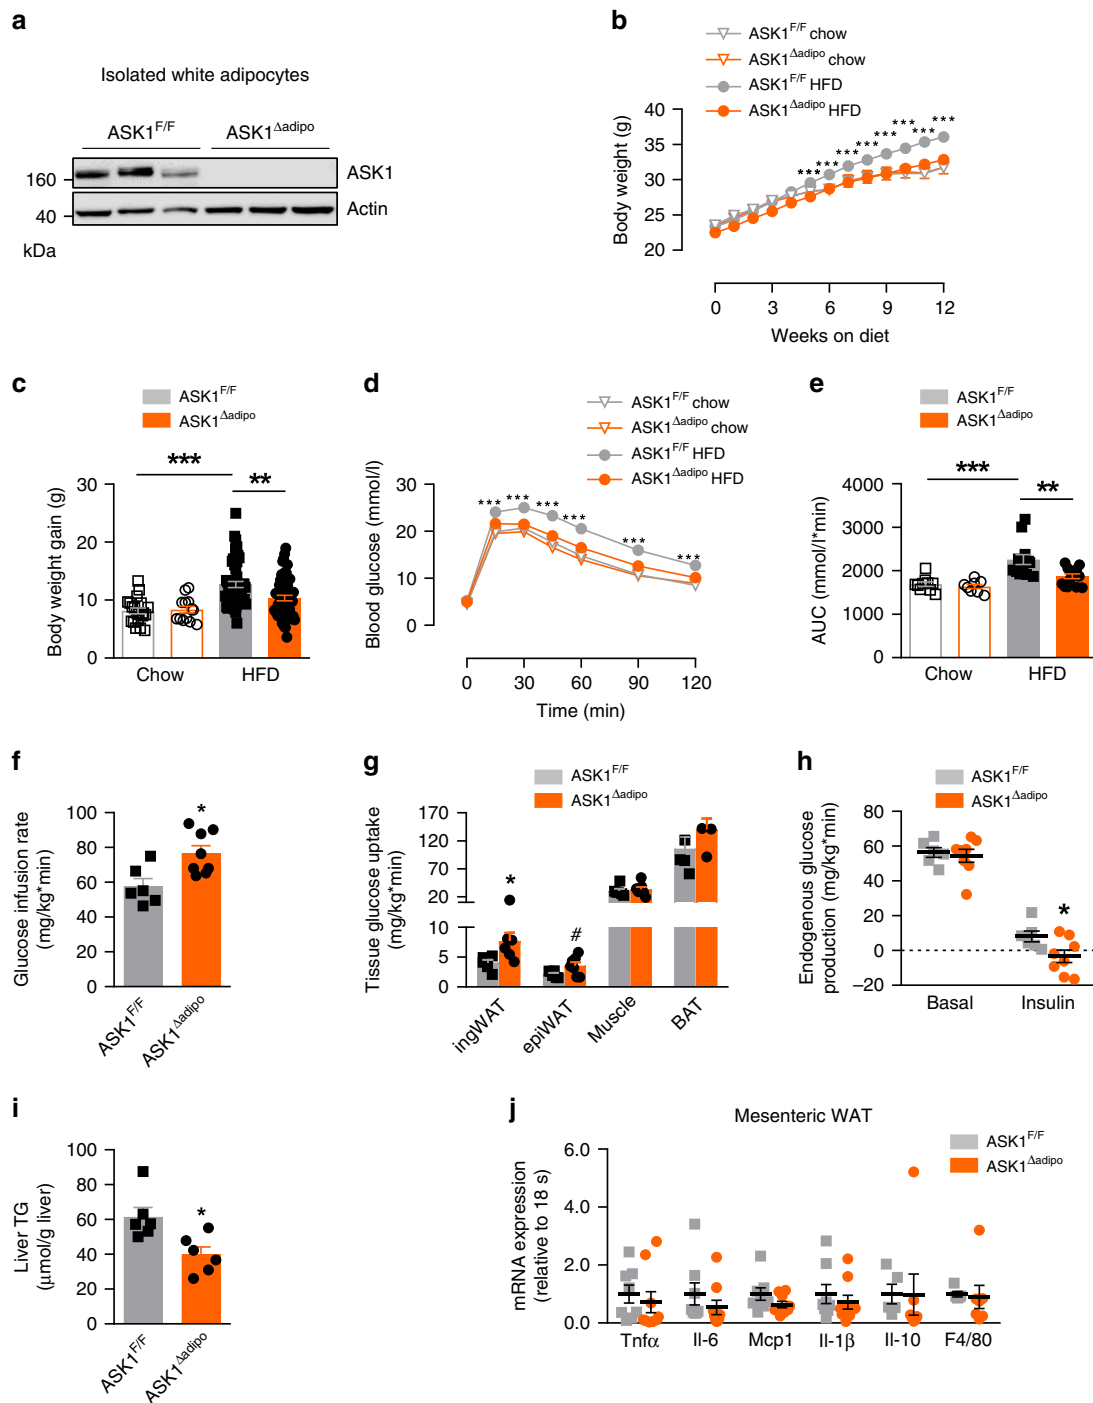 a
Isolated white adipocytes
ASK1F/F ASK1Δadipo
160 ASK1
40 Actin
kDa
b
ASK1F/F chow
ASK1Δadipo chow
ASK1F/F HFD
ASK1Δadipo HFD
Body weight (g)
40
35
30
25
20
*** *** *** *** *** *** *** ***
0 3 6 9 12
Weeks on diet
c
ASK1F/F
ASK1Δadipo
*** **
Body weight gain (g)
30
20
10
0
Chow HFD
d
ASK1F/F chow
ASK1Δadipo chow
ASK1F/F HFD
ASK1Δadipo HFD
Blood glucose (mmol/l)
30
20
10
0
*** *** *** *** *** ***
0 30 60 90 120
Time (min)
e
ASK1F/F
ASK1Δadipo
*** **
AUC (mmol/l*min)
4000
3000
2000
1000
0
Chow HFD
f
Glucose infusion rate
(mg/kg*min)
100
80
60
40
20
0
*
ASK1F/F ASK1Δadipo
g
ASK1F/F
ASK1Δadipo
Tissue glucose uptake
(mg/kg*min)
170
120
70
20
10
5
0
* #
ingWAT epiWAT Muscle BAT
h
ASK1F/F
ASK1Δadipo
Endogenous glucose
production (mg/kg*min)
80
60
40
20
0
−20
*
Basal Insulin
i
Liver TG
(μmol/g liver)
100
80
60
40
20
0
*
ASK1F/F ASK1Δadipo
j
Mesenteric WAT
ASK1F/F
ASK1Δadipo
mRNA expression
(relative to 18 s)
6.0
4.0
2.0
0.0
Tnfα Il-6 Mcp1 Il-1β Il-10 F4/80